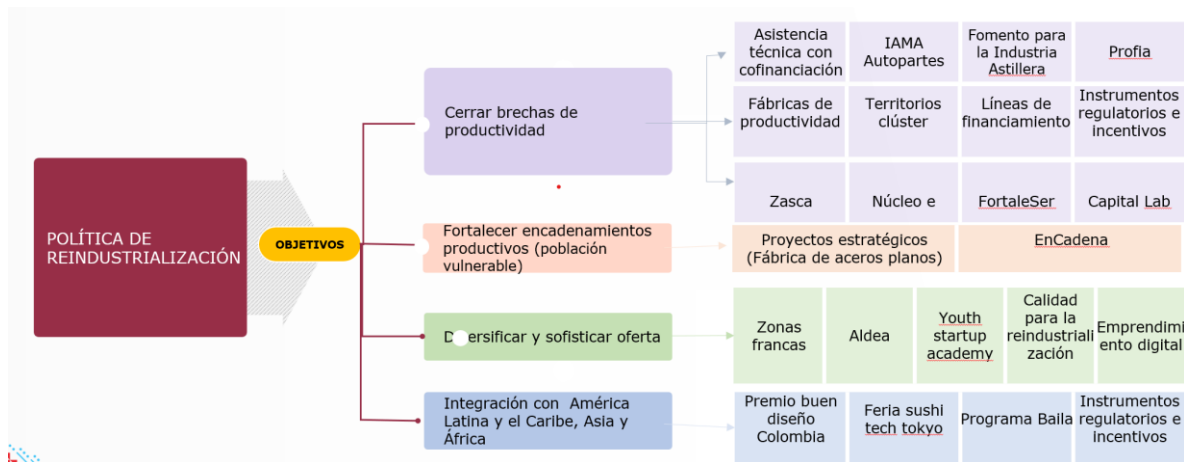 POLÍTICA DE
REINDUSTRIALIZACIÓN
OBJETIVOS
Cerrar brechas de
productividad
Asistencia
técnica con
cofinanciación
IAMA
Autopartes
Fomento para
la Industria
Astillera
Profia
Fábricas de
productividad
Territorios
clúster
Líneas de
financiamiento
Instrumentos
regulatorios e
incentivos
Zasca
Núcleo e
FortaleSer
Capital Lab
Fortalecer encadenamientos
productivos (población
vulnerable)
Proyectos estratégicos
(Fábrica de aceros planos)
EnCadena
D ersificar y sofisticar oferta
Zonas
francas
Aldea
Youth
startup
academy
Calidad
para la
reindustriali
zación
Emprendimi
ento digital
Integración con América
Latina y el Caribe, Asia y
África
Premio buen
diseño
Colombia
Feria sushi
tech tokyo
Programa Baila
Instrumentos
regulatorios e
incentivos